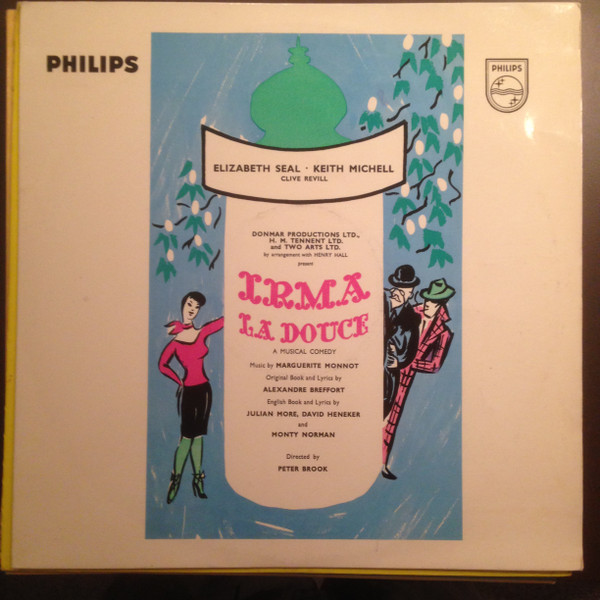 PHILIPS
PHILIPS
ELIZABETH SEAL · KEITH MICHELL
CLIVE REVILL
DONMAR PRODUCTIONS LTD.,
H. M. TENNENT LTD.
and TWO ARTS LTD.
by arrangement with HENRY HALL
present
IRMA
LA DOUCE
A MUSICAL COMEDY
Music by MARGUERITE MONNOT
Original Book and Lyrics by
ALEXANDRE BREFFORT
English Book and Lyrics by
JULIAN MORE, DAVID HENEKER
and
MONTY NORMAN
Directed by
PETER BROOK